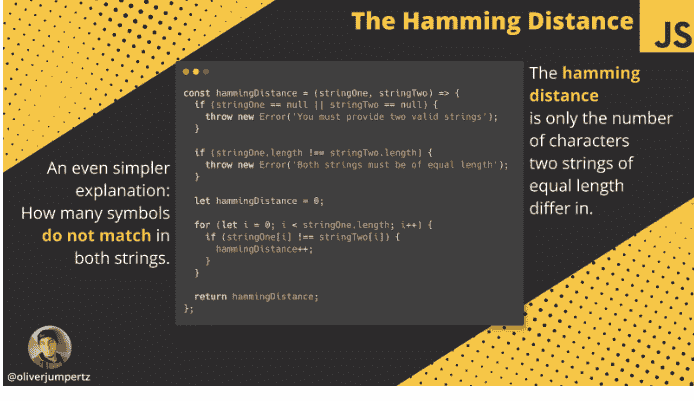 The Hamming Distance
JS
const hammingDistance = (stringOne, stringTwo) => {
if (stringOne == null || stringTwo == null) {
throw new Error('You must provide two valid strings');
}
if (stringOne.length !== stringTwo.length) {
throw new Error('Both strings must be of equal length');
}
let hammingDistance = 0;
for (let i = 0; i < stringOne.length; i++) {
if (stringOne[i] !== stringTwo[i]) {
hammingDistance++;
}
}
return hammingDistance;
};
An even simpler
explanation:
How many symbols
do not match in
both strings.
The hamming
distance
is only the number
of characters
two strings of
equal length
differ in.
@oliverjumpertz